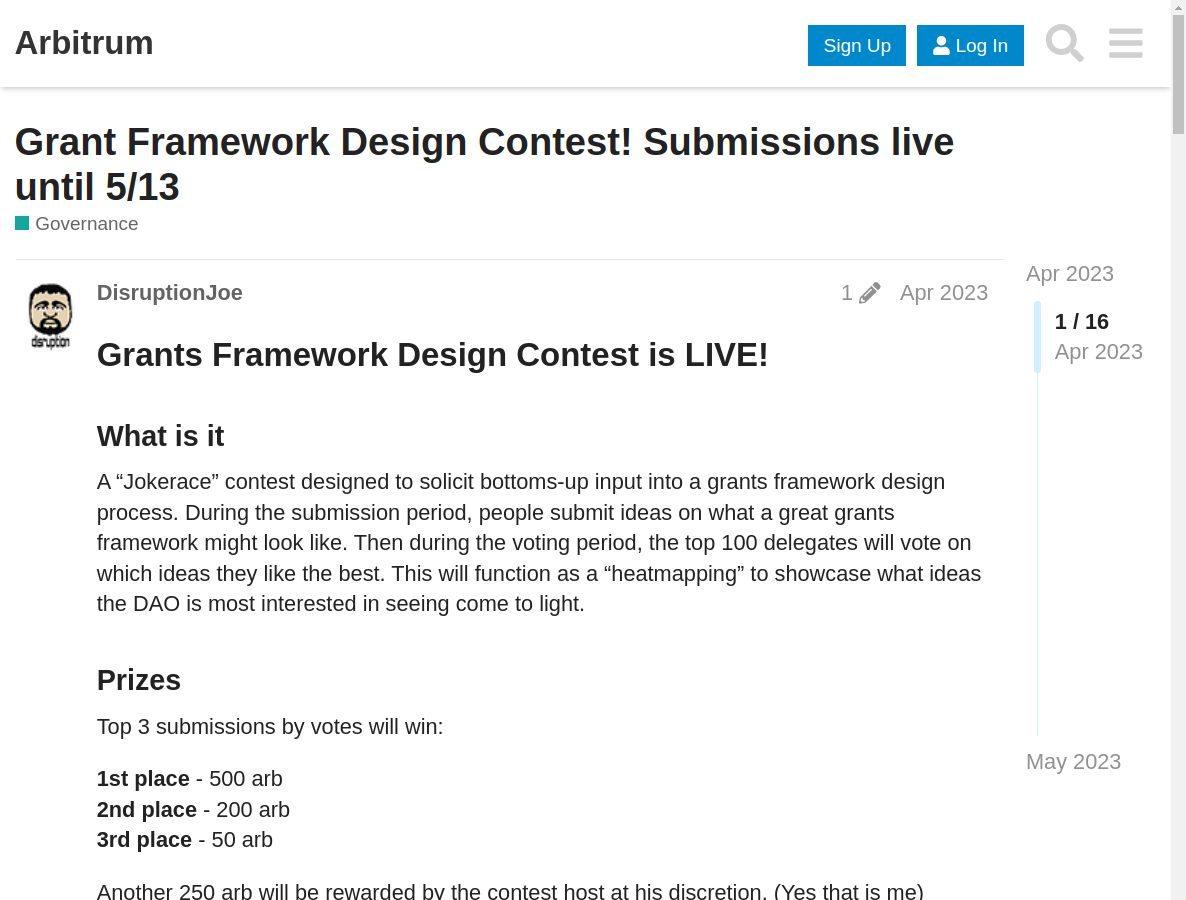 Arbitrum
Sign Up
Log In
Grant Framework Design Contest! Submissions live
until 5/13
Governance
DisruptionJoe
1
Apr 2023
disruption
Grants Framework Design Contest is LIVE!
What is it
A “Jokerace” contest designed to solicit bottoms-up input into a grants framework design
process. During the submission period, people submit ideas on what a great grants
framework might look like. Then during the voting period, the top 100 delegates will vote on
which ideas they like the best. This will function as a “heatmapping” to showcase what ideas
the DAO is most interested in seeing come to light.
Prizes
Top 3 submissions by votes will win:
1st place - 500 arb
2nd place - 200 arb
3rd place - 50 arb
Another 250 arb will be rewarded by the contest host at his discretion. (Yes that is me)
Apr 2023
1 / 16
Apr 2023
May 2023